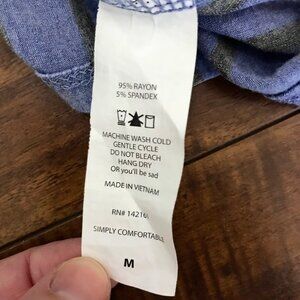 95% RAYON
5% SPANDEX
MACHINE WASH COLD
GENTLE CYCLE
DO NOT BLEACH
HANG DRY
OR you'll be sad
MADE IN VIETNAM
RN# 14210
SIMPLY COMFORTABLE
M